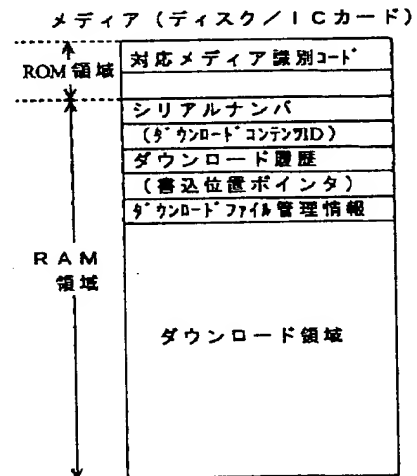 メディア(ディスク/ICカード)
ROM領域
対応メディア識別コード
シリアルナンバ
(ダウンロードコンテンツID)
ダウンロード履歴
(書込位置ポインタ)
ダウンロードファイル管理情報
RAM
領域
ダウンロード領域